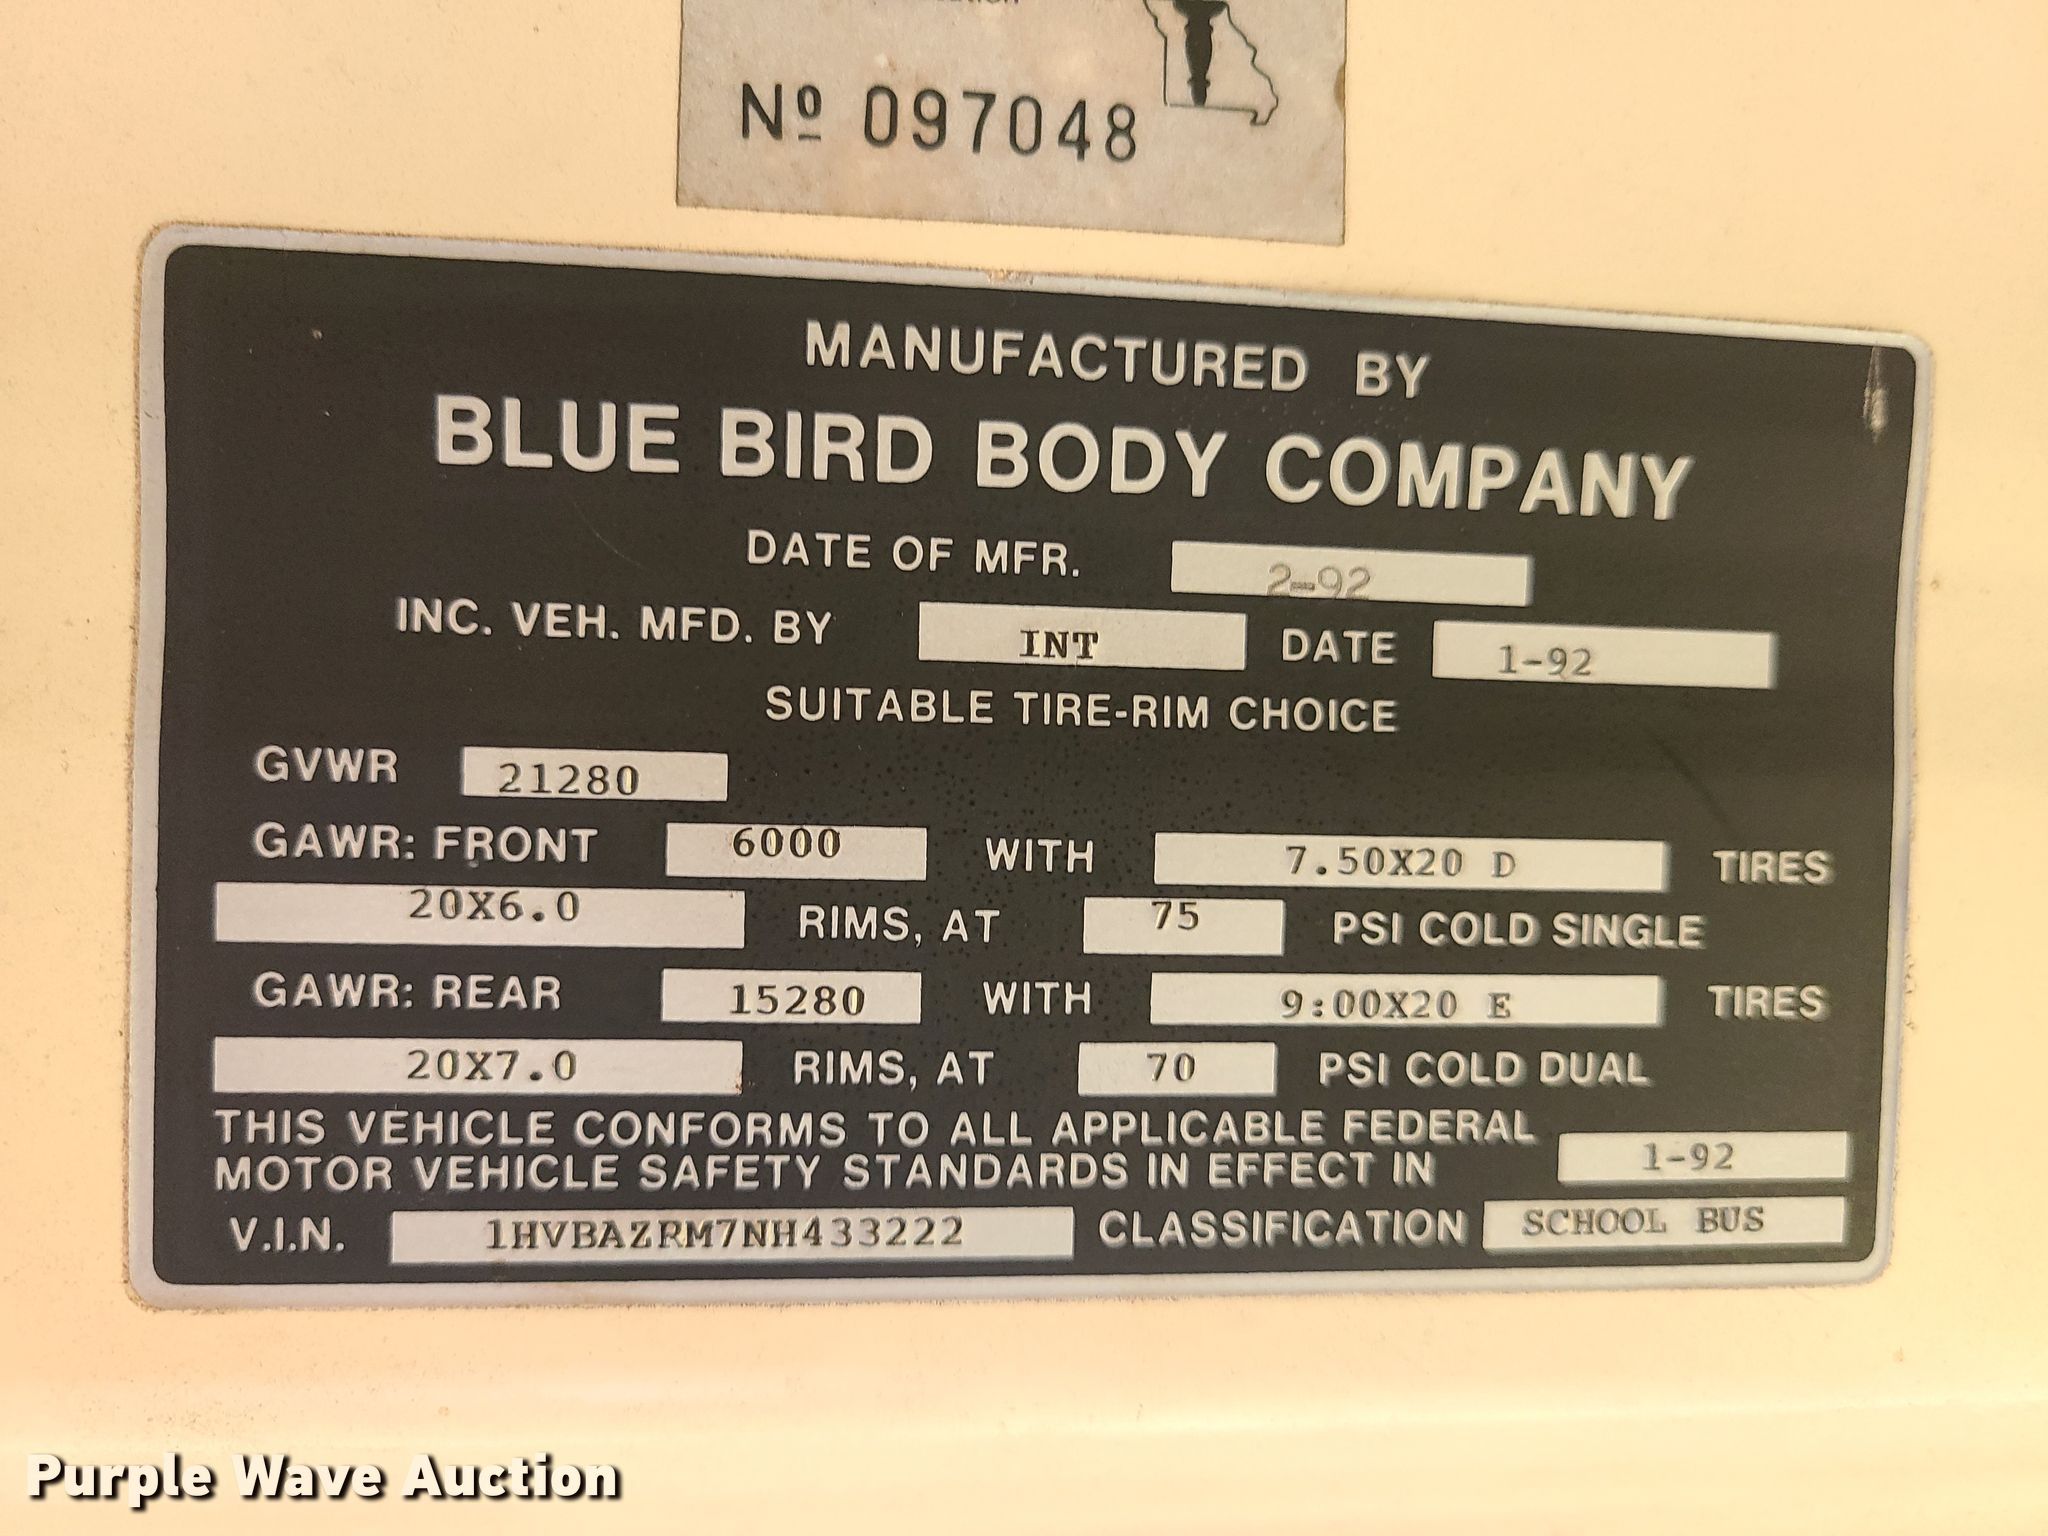 Nº 097048
MANUFACTURED BY
BLUE BIRD BODY COMPANY
DATE OF MFR. 2-92
INC. VEH. MFD. BY INT DATE 1-92
SUITABLE TIRE-RIM CHOICE
GVWR 21280
GAWR: FRONT 6000 WITH 7.50X20 D TIRES
20X6.0 RIMS, AT 75 PSI COLD SINGLE
GAWR: REAR 15280 WITH 9:00X20 E TIRES
20X7.0 RIMS, AT 70 PSI COLD DUAL
THIS VEHICLE CONFORMS TO ALL APPLICABLE FEDERAL
MOTOR VEHICLE SAFETY STANDARDS IN EFFECT IN 1-92
V.I.N. 1HVBAZRM7NH433222 CLASSIFICATION SCHOOL BUS
Purple Wave Auction